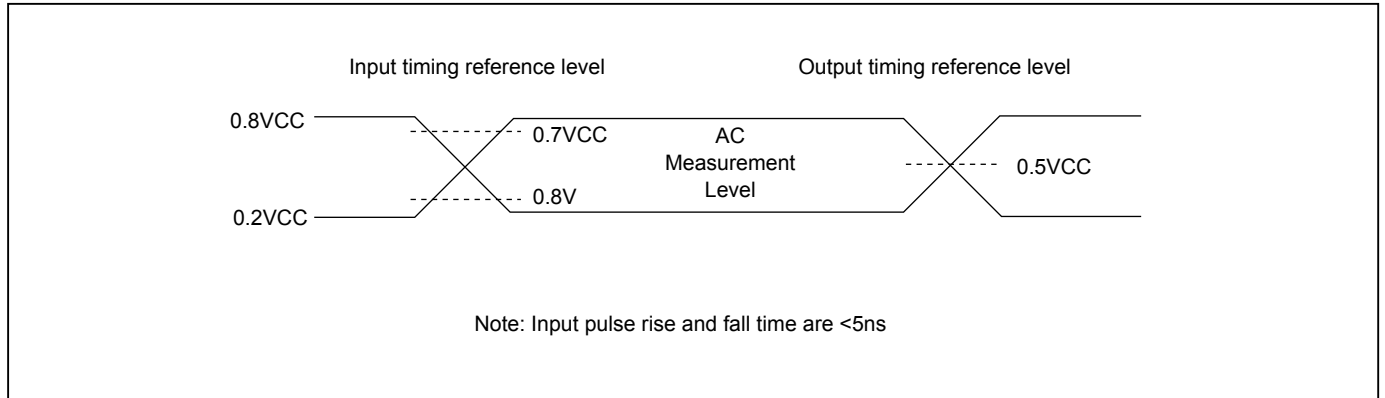 Input timing reference level
Output timing reference level
0.8VCC
0.7VCC
AC
Measurement
Level
0.5VCC
0.8V
0.2VCC
Note: Input pulse rise and fall time are <5ns